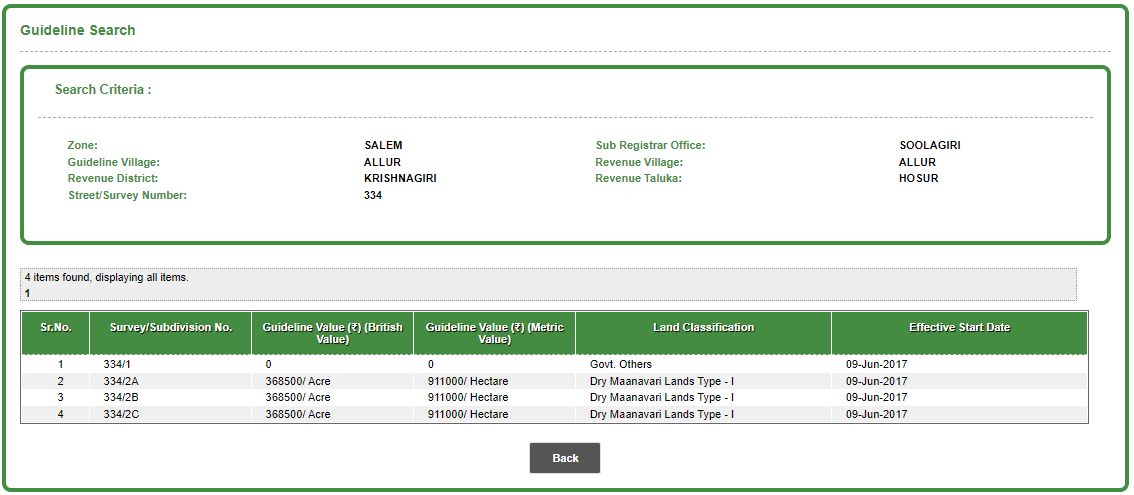 Guideline Search
Search Criteria :
Zone: SALEM Sub Registrar Office: SOOLAGIRI
Guideline Village: ALLUR Revenue Village: ALLUR
Revenue District: KRISHNAGIRI Revenue Taluka: HOSUR
Street/Survey Number: 334
4 items found, displaying all items.
1
Sr.No. Survey/Subdivision No. Guideline Value (₹) (British Value) Guideline Value (₹) (Metric Value) Land Classification Effective Start Date
1 334/1 0 0 Govt. Others 09-Jun-2017
2 334/2A 368500/ Acre 911000/ Hectare Dry Maanavari Lands Type - I 09-Jun-2017
3 334/2B 368500/ Acre 911000/ Hectare Dry Maanavari Lands Type - I 09-Jun-2017
4 334/2C 368500/ Acre 911000/ Hectare Dry Maanavari Lands Type - I 09-Jun-2017
Back